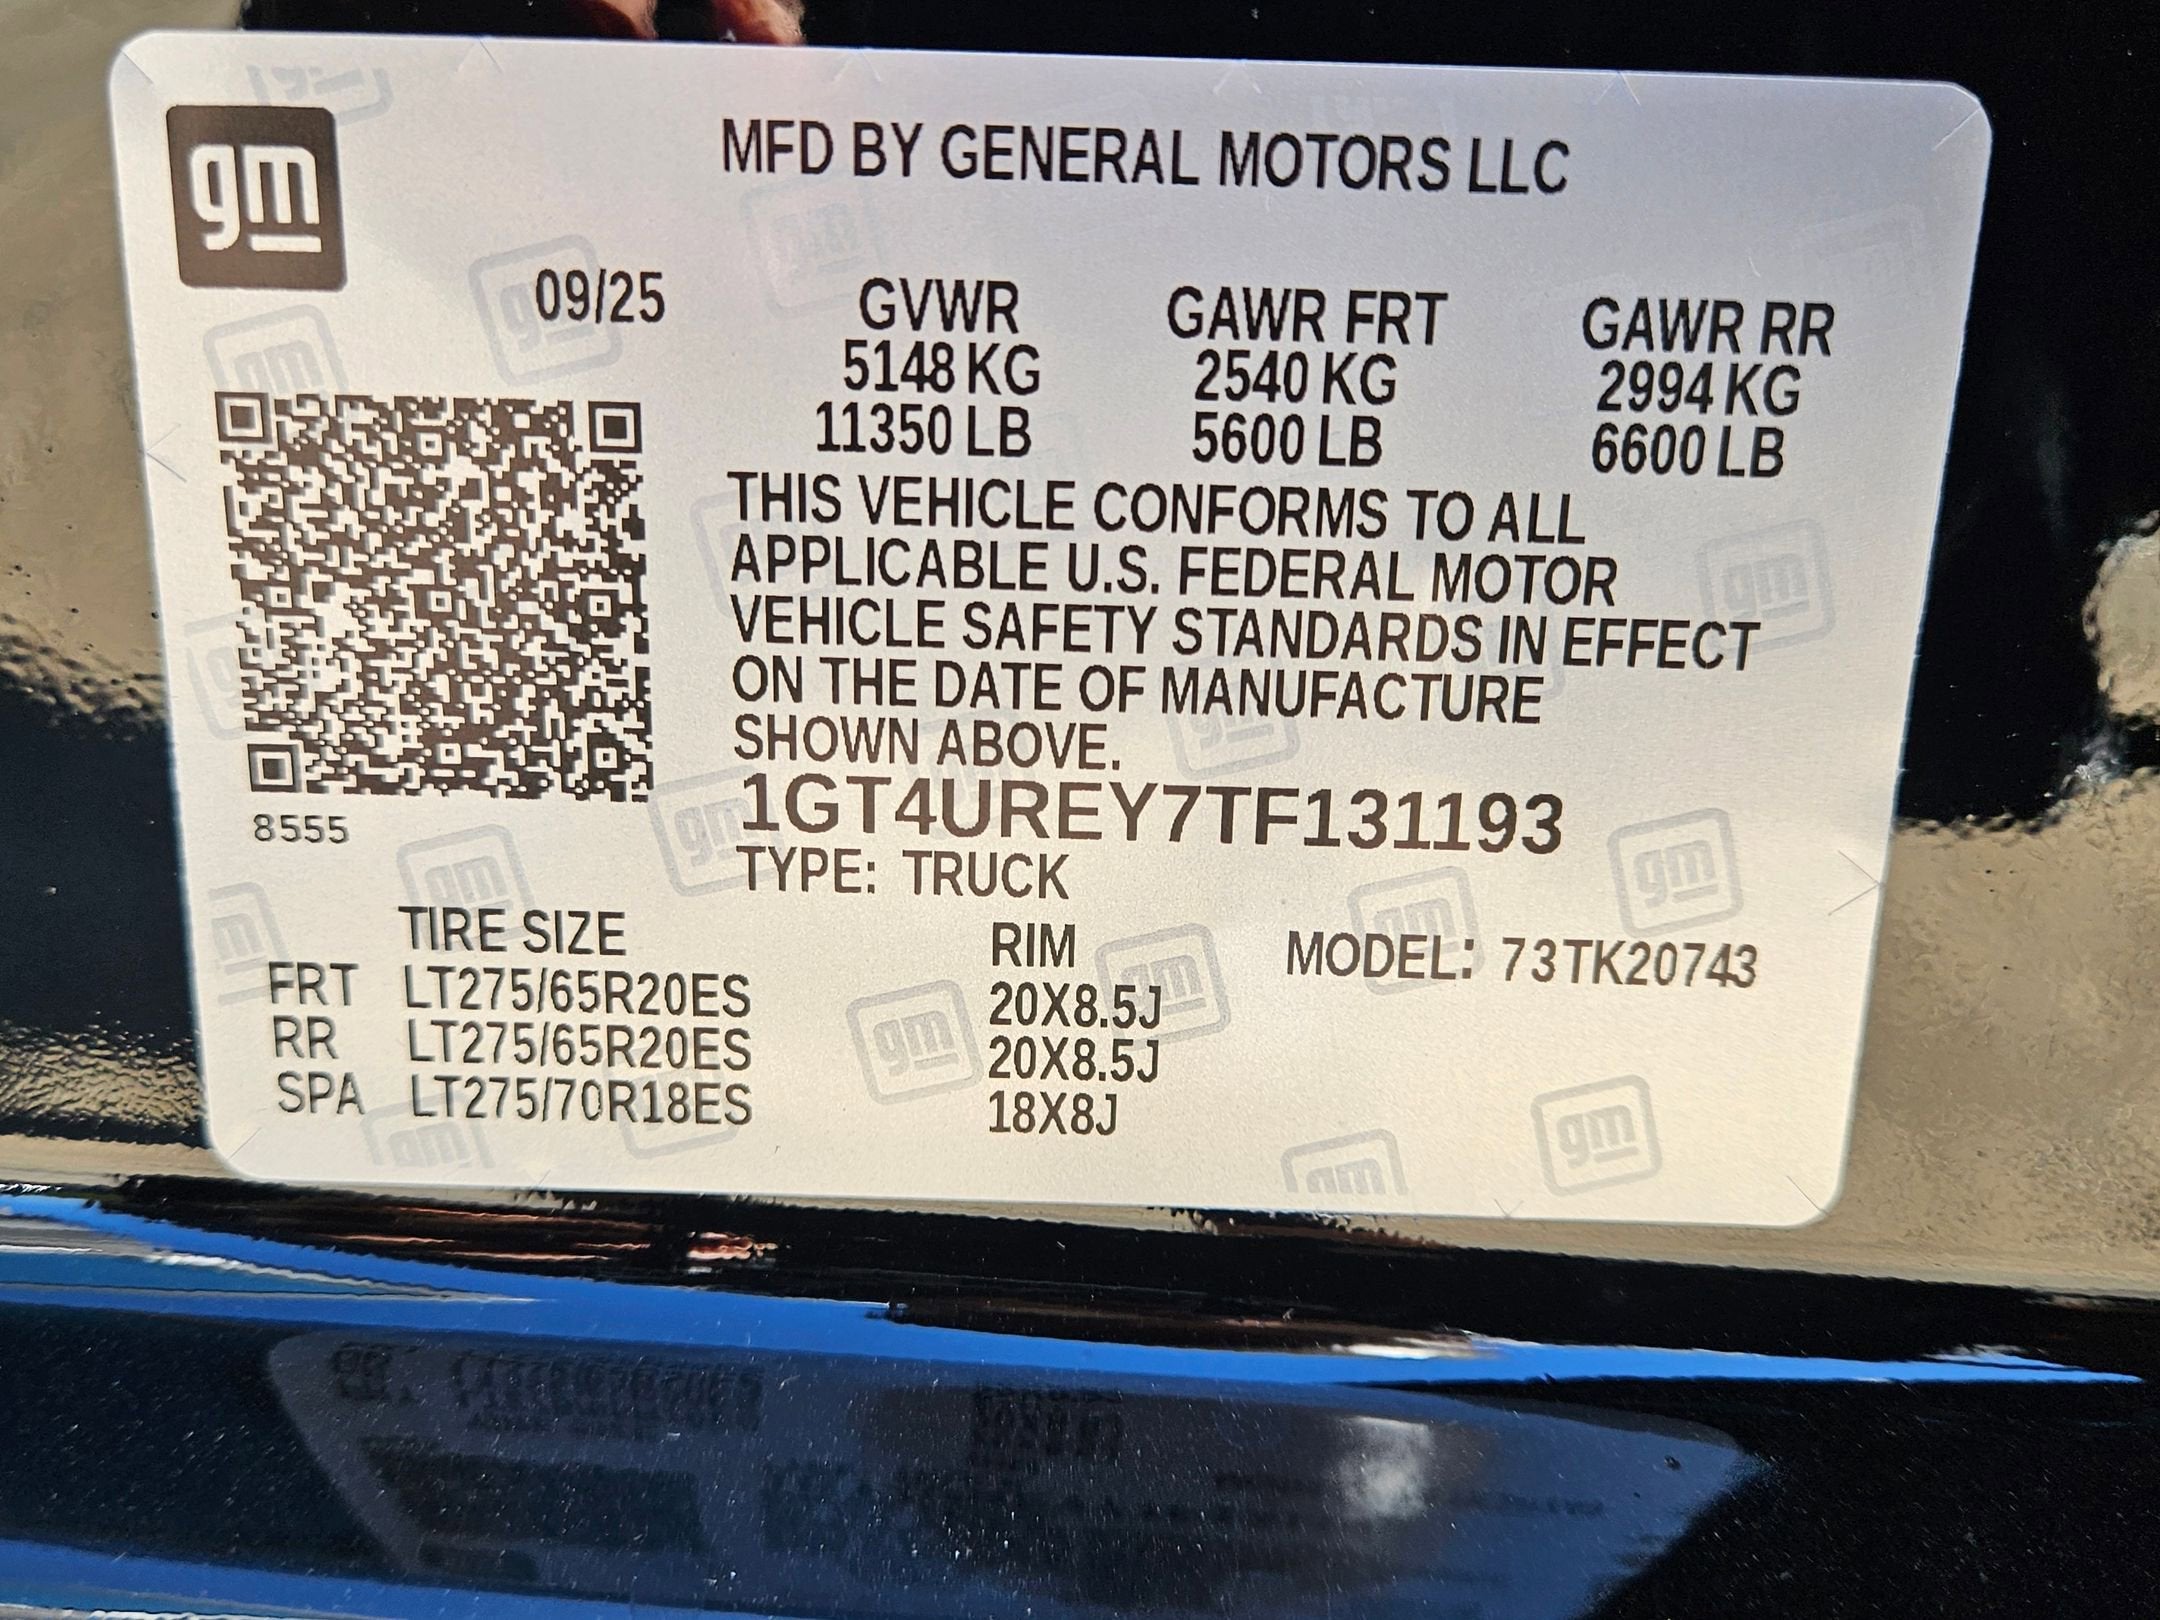 gm
MFD BY GENERAL MOTORS LLC
09/25 GVWR GAWR FRT GAWR RR
5148 KG 2540 KG 2994 KG
11350 LB 5600 LB 6600 LB
THIS VEHICLE CONFORMS TO ALL
APPLICABLE U.S. FEDERAL MOTOR
VEHICLE SAFETY STANDARDS IN EFFECT
ON THE DATE OF MANUFACTURE
SHOWN ABOVE.
1GT4UREY7TF131193
8555
TYPE: TRUCK
TIRE SIZE RIM MODEL: 73TK20743
FRT LT275/65R20ES 20X8.5J
RR LT275/65R20ES 20X8.5J
SPA LT275/70R18ES 18X8J